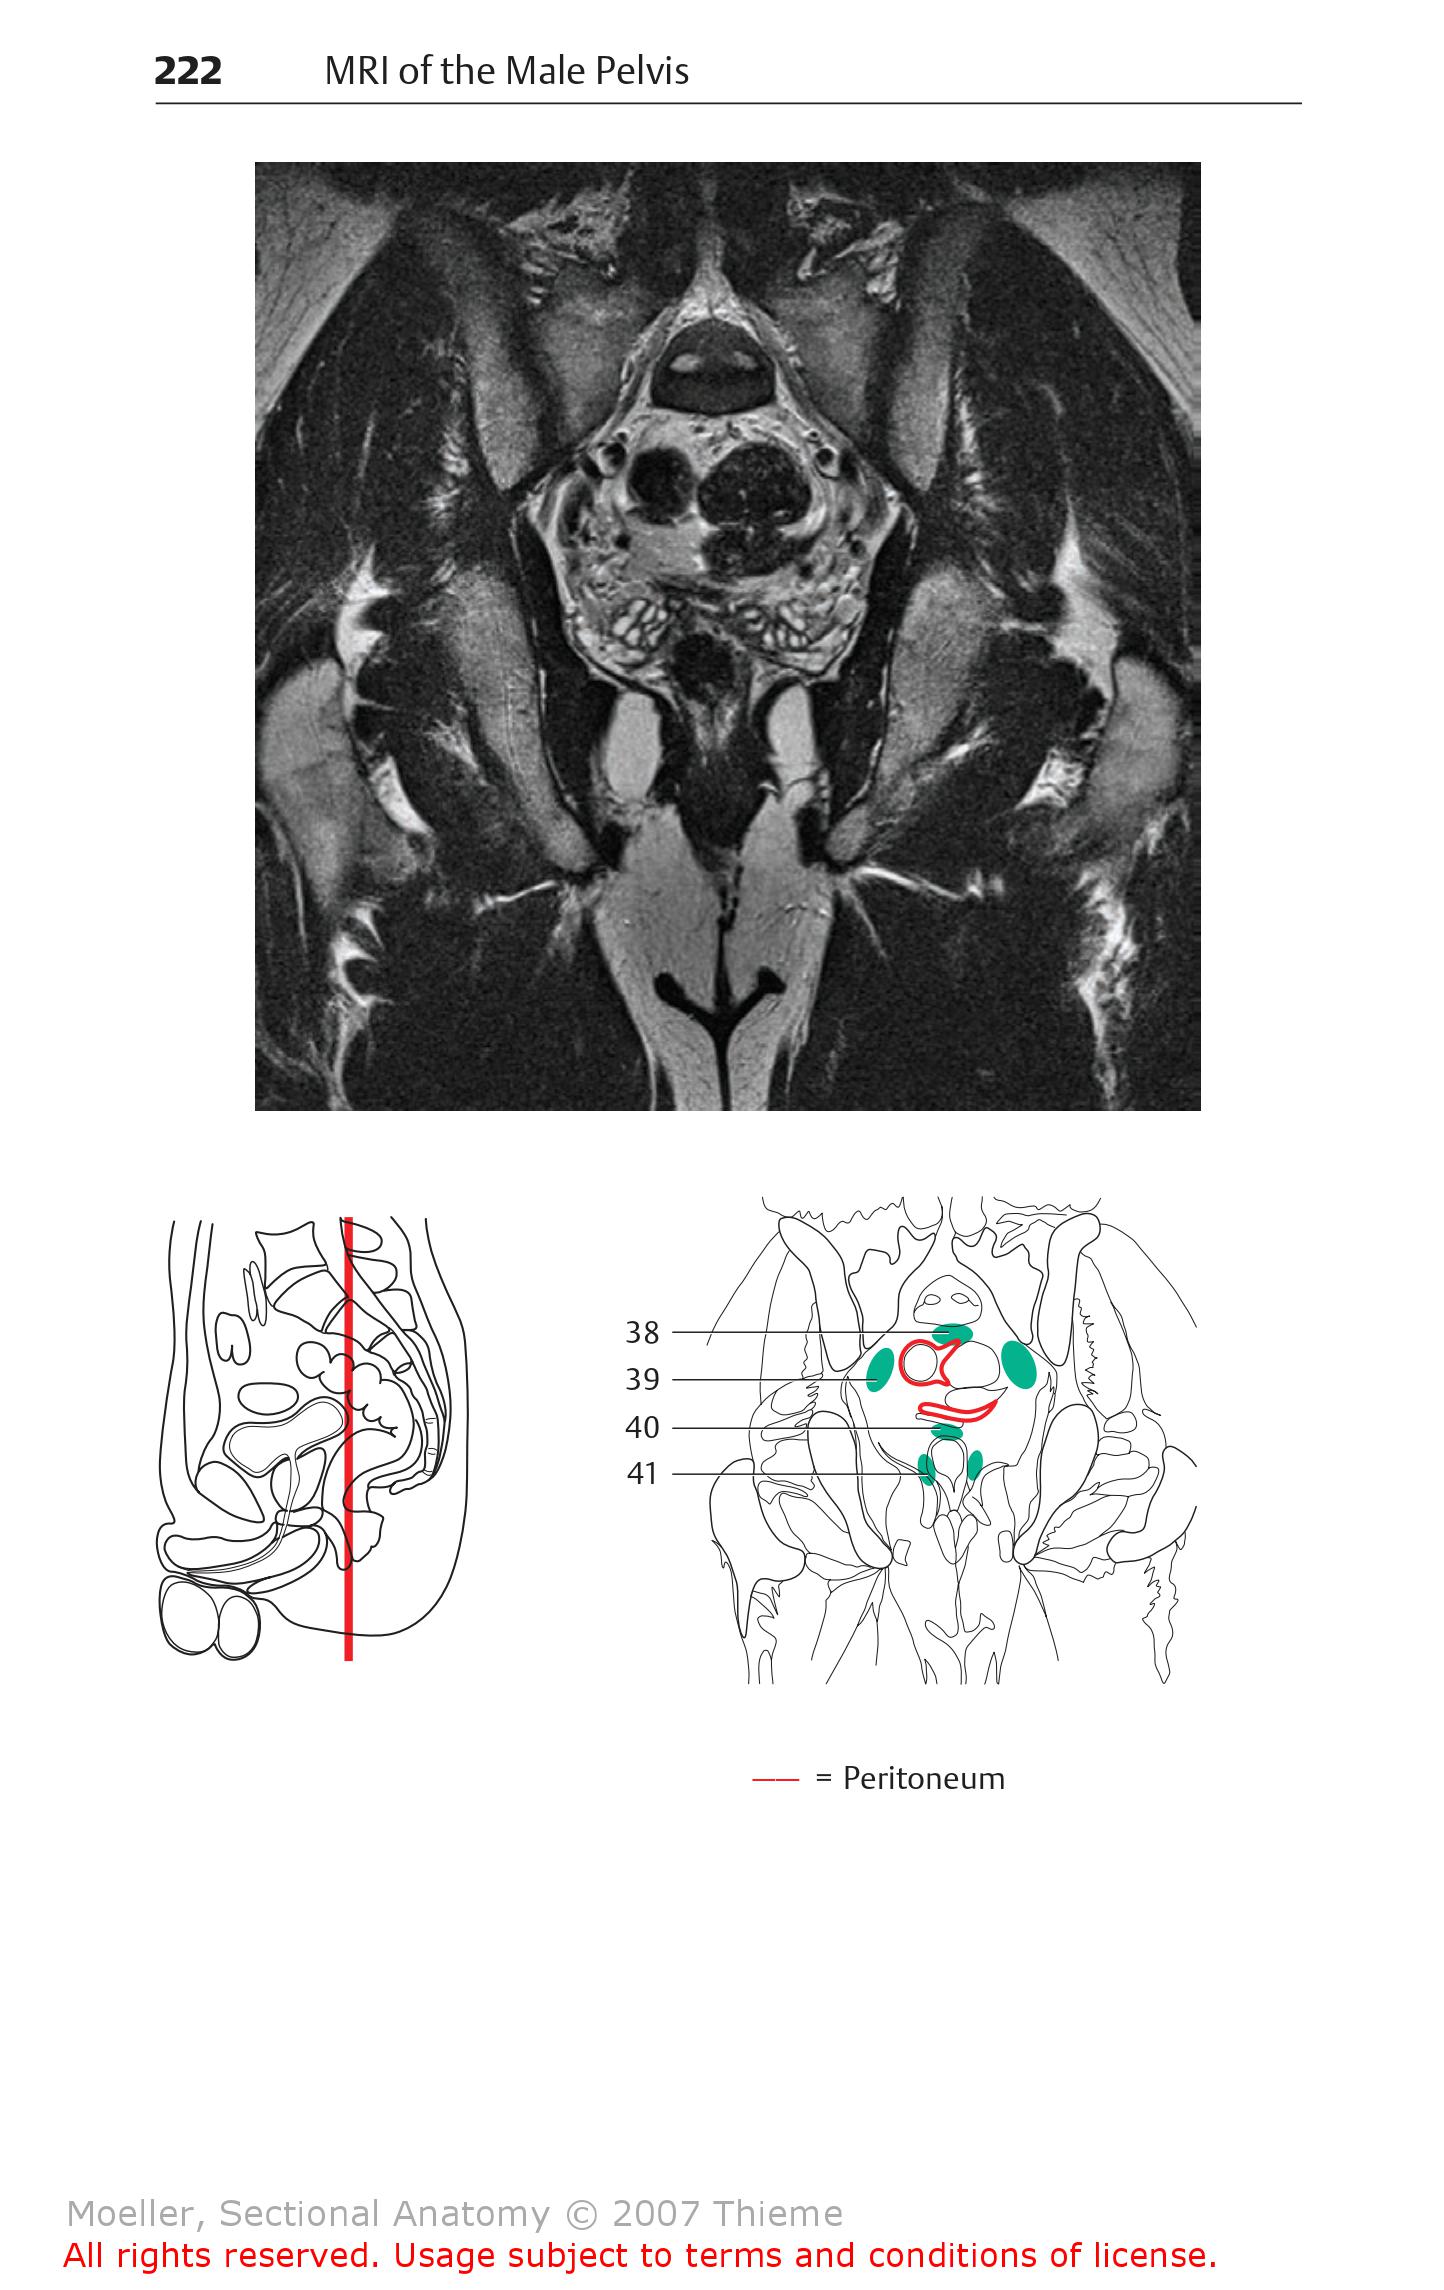 222 MRI of the Male Pelvis
38
39
40
41
—— = Peritoneum
Moeller, Sectional Anatomy © 2007 Thieme
All rights reserved. Usage subject to terms and conditions of license.